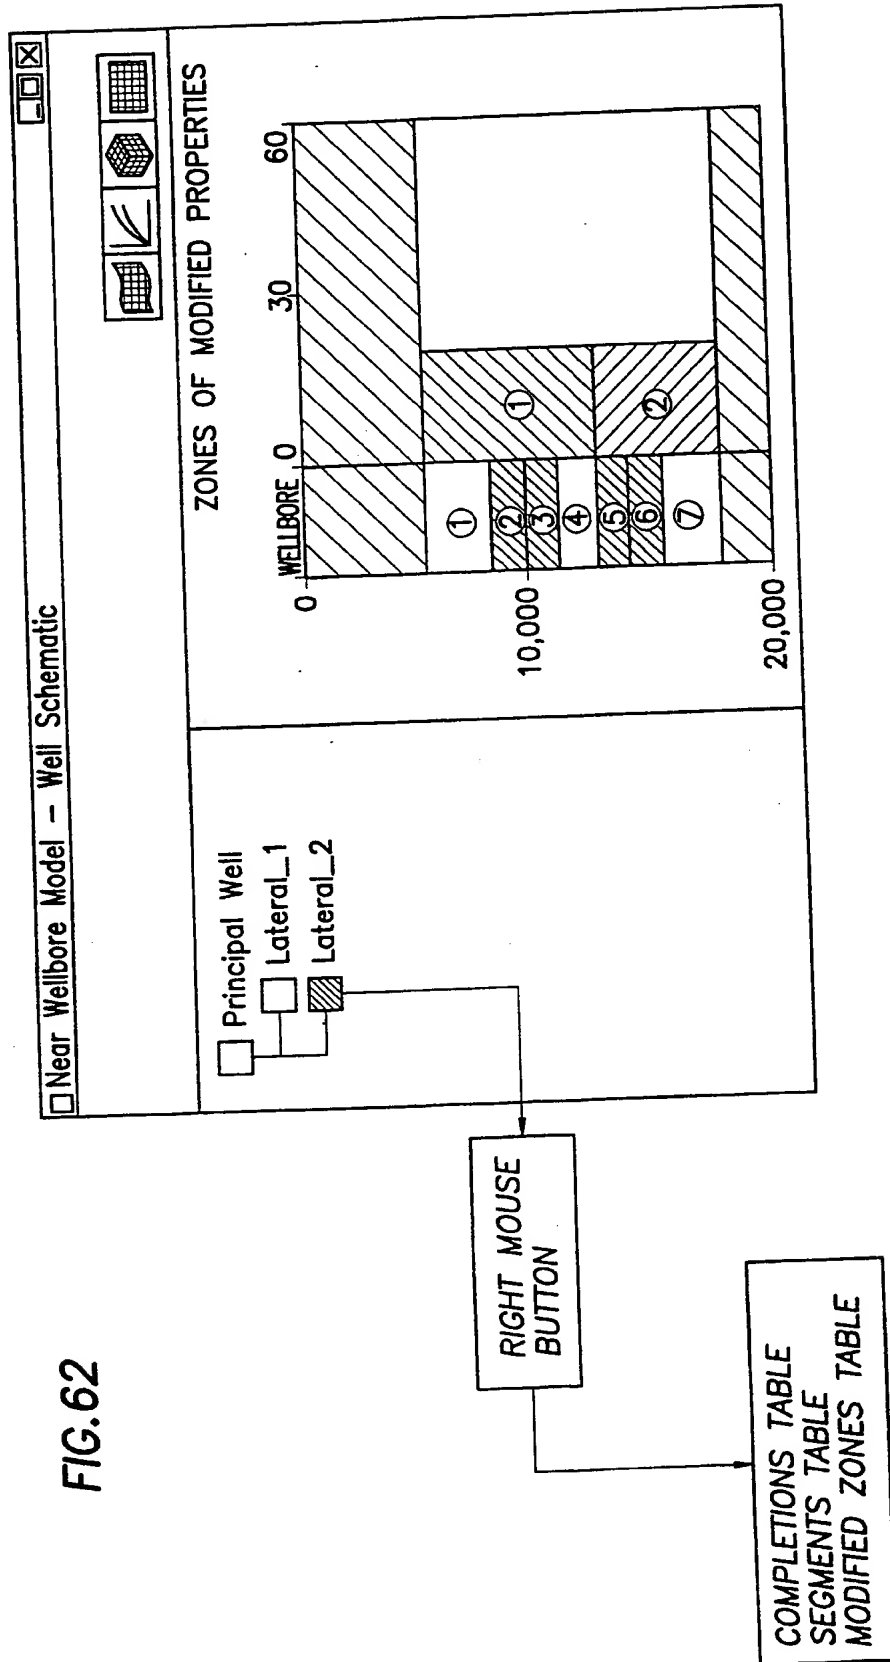 FIG.62
Near Wellbore Model – Well Schematic
Principal Well
Lateral_1
Lateral_2
ZONES OF MODIFIED PROPERTIES
WELLBORE 0 30 60
0
10,000
20,000
1
2
3
4
5
6
7
1
2
RIGHT MOUSE
BUTTON
COMPLETIONS TABLE
SEGMENTS TABLE
MODIFIED ZONES TABLE